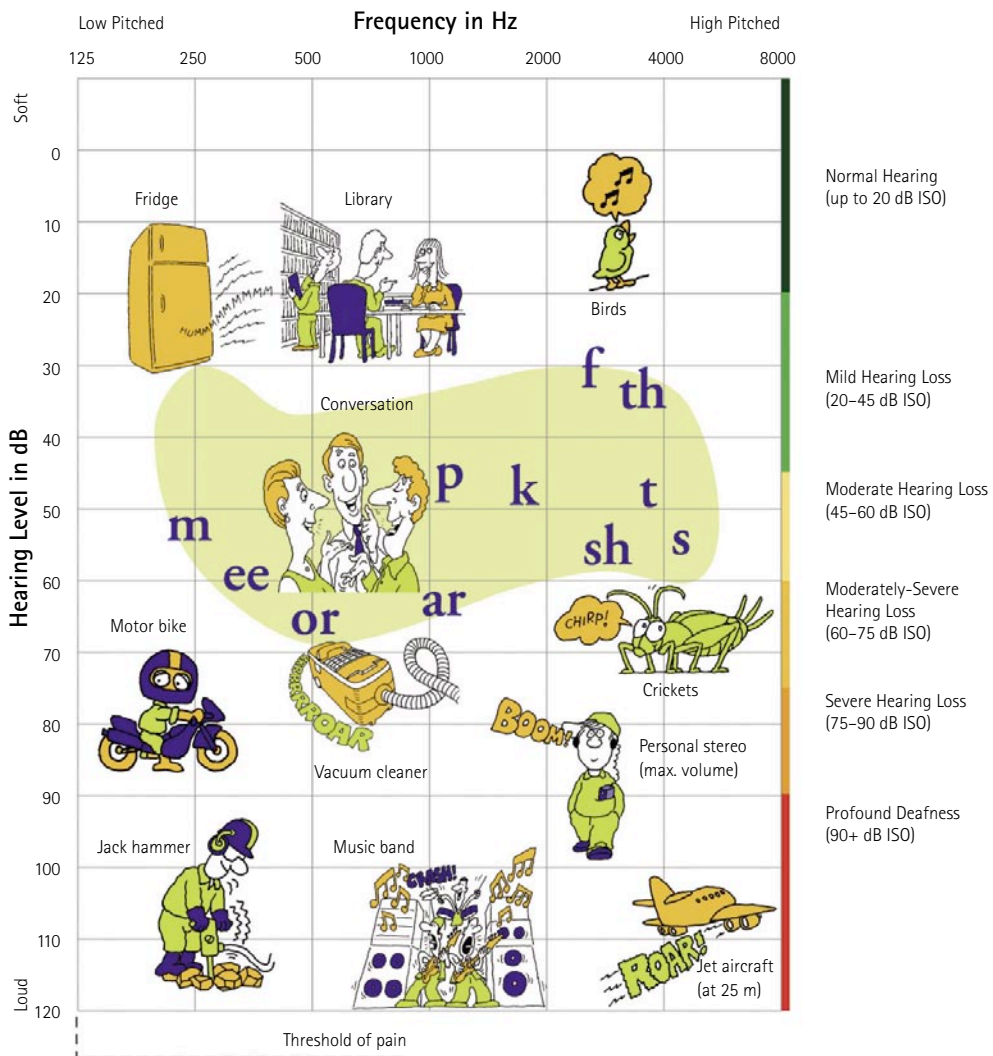 Frequency in Hz
Low Pitched
High Pitched
125 250 500 1000 2000 4000 8000
Hearing Level in dB
Soft
0
10
20
30
40
50
60
70
80
90
100
110
120
Loud
Fridge
HUMMMMMMMMM
Library
Birds
f
th
Conversation
p
k
t
m
sh
s
ee
or
ar
Motor bike
RRRROAR
Vacuum cleaner
CHIRP!
Crickets
BOOM!
Personal stereo
(max. volume)
Jack hammer
Music band
CRASH!
ROAR!
Jet aircraft
(at 25 m)
Threshold of pain
Normal Hearing
(up to 20 dB ISO)
Mild Hearing Loss
(20–45 dB ISO)
Moderate Hearing Loss
(45–60 dB ISO)
Moderately-Severe
Hearing Loss
(60–75 dB ISO)
Severe Hearing Loss
(75–90 dB ISO)
Profound Deafness
(90+ dB ISO)